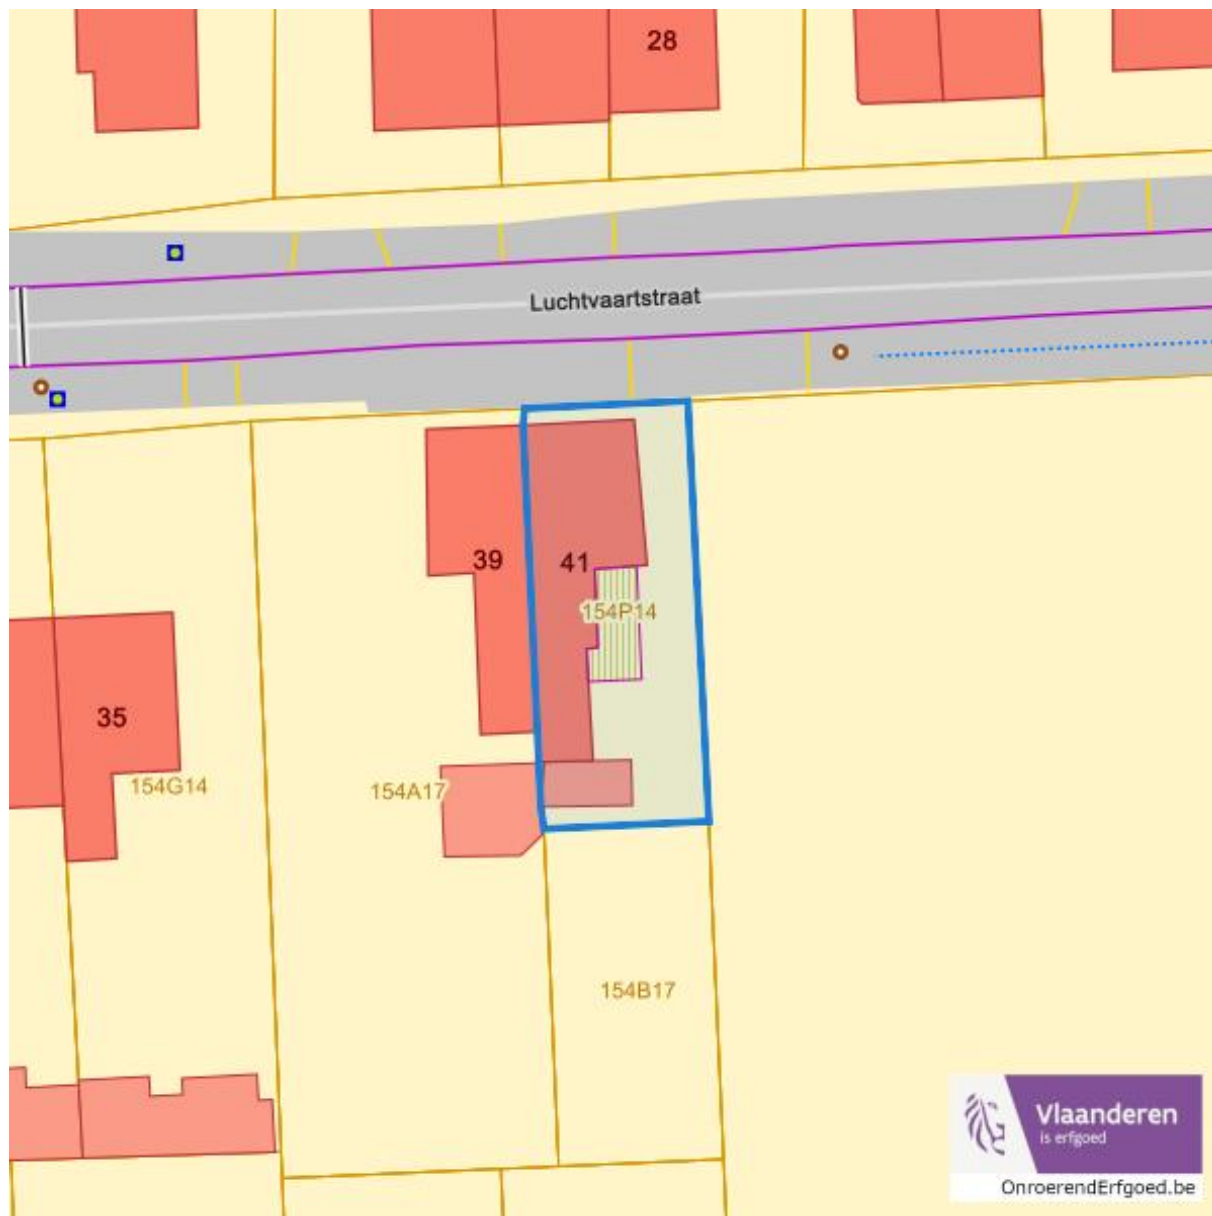 28
Luchtvaartstraat
39
41
154P14
35
154G14
154A17
154B17
Vlaanderen
is erfgoed
OnroerendErfgoed.be